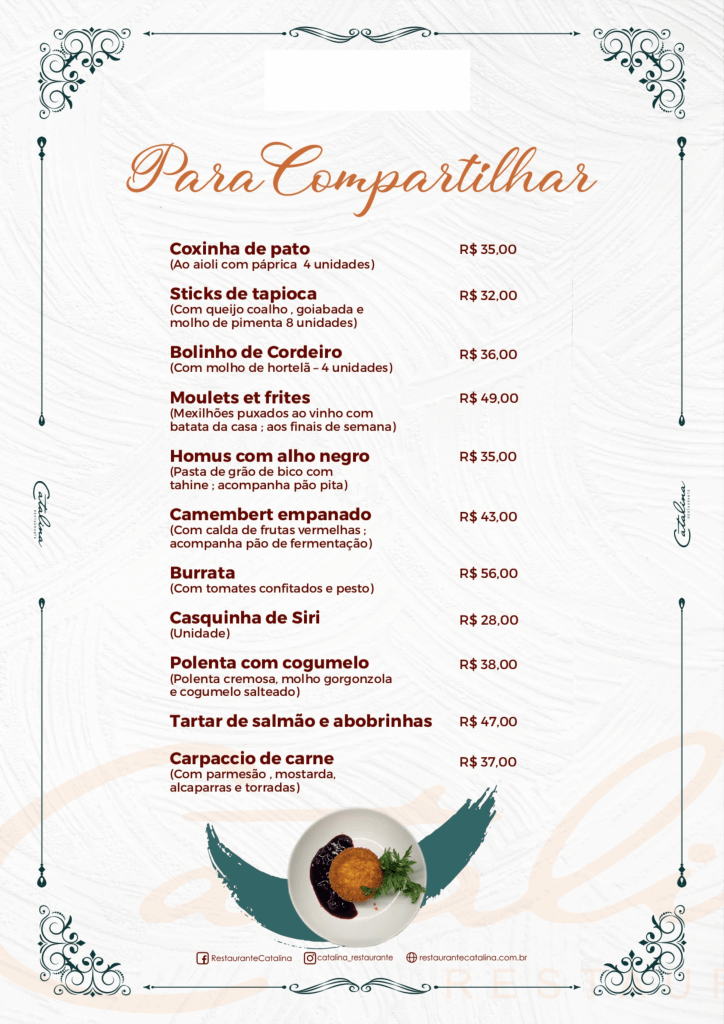 Para Compartilhar
Coxinha de pato R$ 35,00
(Ao aioli com páprica 4 unidades)
Sticks de tapioca R$ 32,00
(Com queijo coalho , goiabada e
molho de pimenta 8 unidades)
Bolinho de Cordeiro R$ 36,00
(Com molho de hortelã – 4 unidades)
Moulets et frites R$ 49,00
(Mexilhões puxados ao vinho com
batata da casa ; aos finais de semana)
Homus com alho negro R$ 35,00
(Pasta de grão de bico com
tahine ; acompanha pão pita)
Camembert empanado R$ 43,00
(Com calda de frutas vermelhas ;
acompanha pão de fermentação)
Catalina
RESTAURANTE
Catalina
RESTAURANTE
Burrata R$ 56,00
(Com tomates confitados e pesto)
Casquinha de Siri R$ 28,00
(Unidade)
Polenta com cogumelo R$ 38,00
(Polenta cremosa, molho gorgonzola
e cogumelo salteado)
Tartar de salmão e abobrinhas R$ 47,00
Carpaccio de carne R$ 37,00
(Com parmesão , mostarda,
alcaparras e torradas)
RestauranteCatalina catalina_restaurante restaurantecatalina.com.br